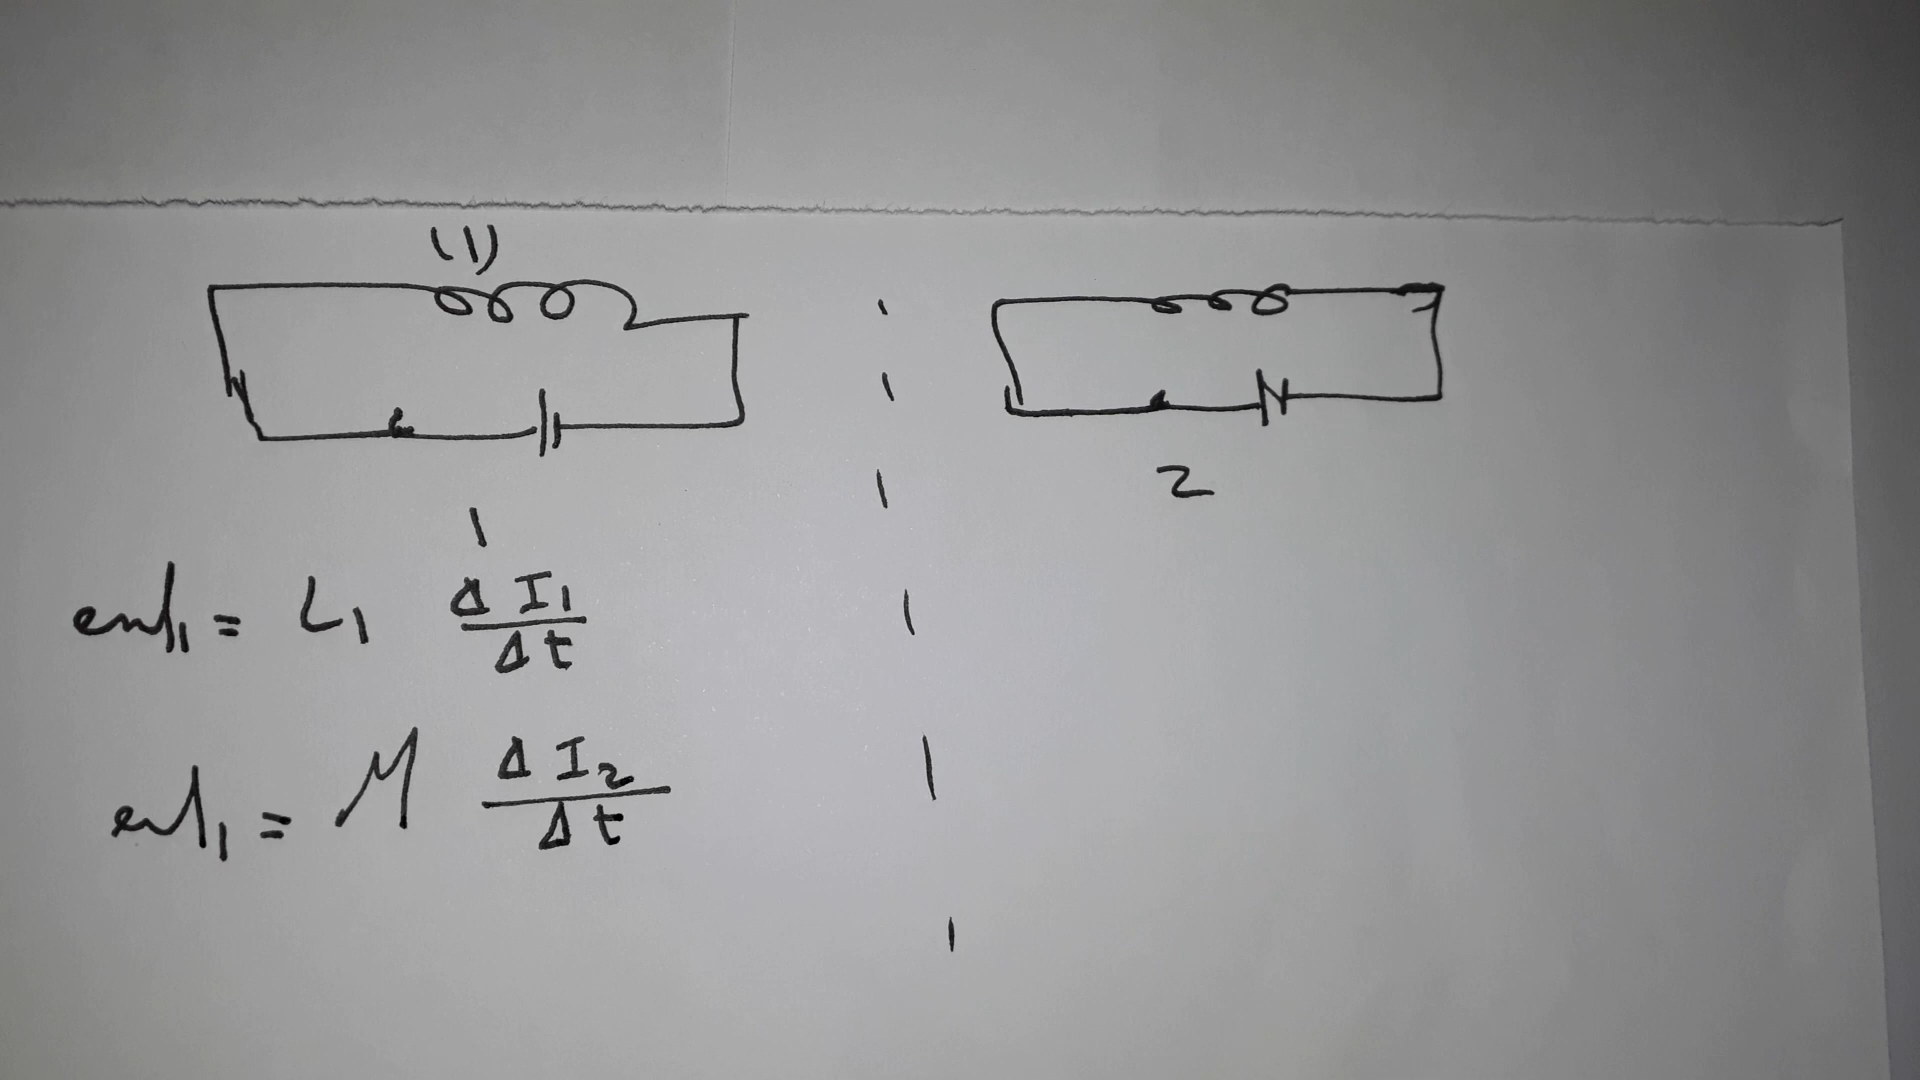 (1)
2
1
emf₁ = L₁ ΔI₁/Δt
emf₁ = M ΔI₂/Δt